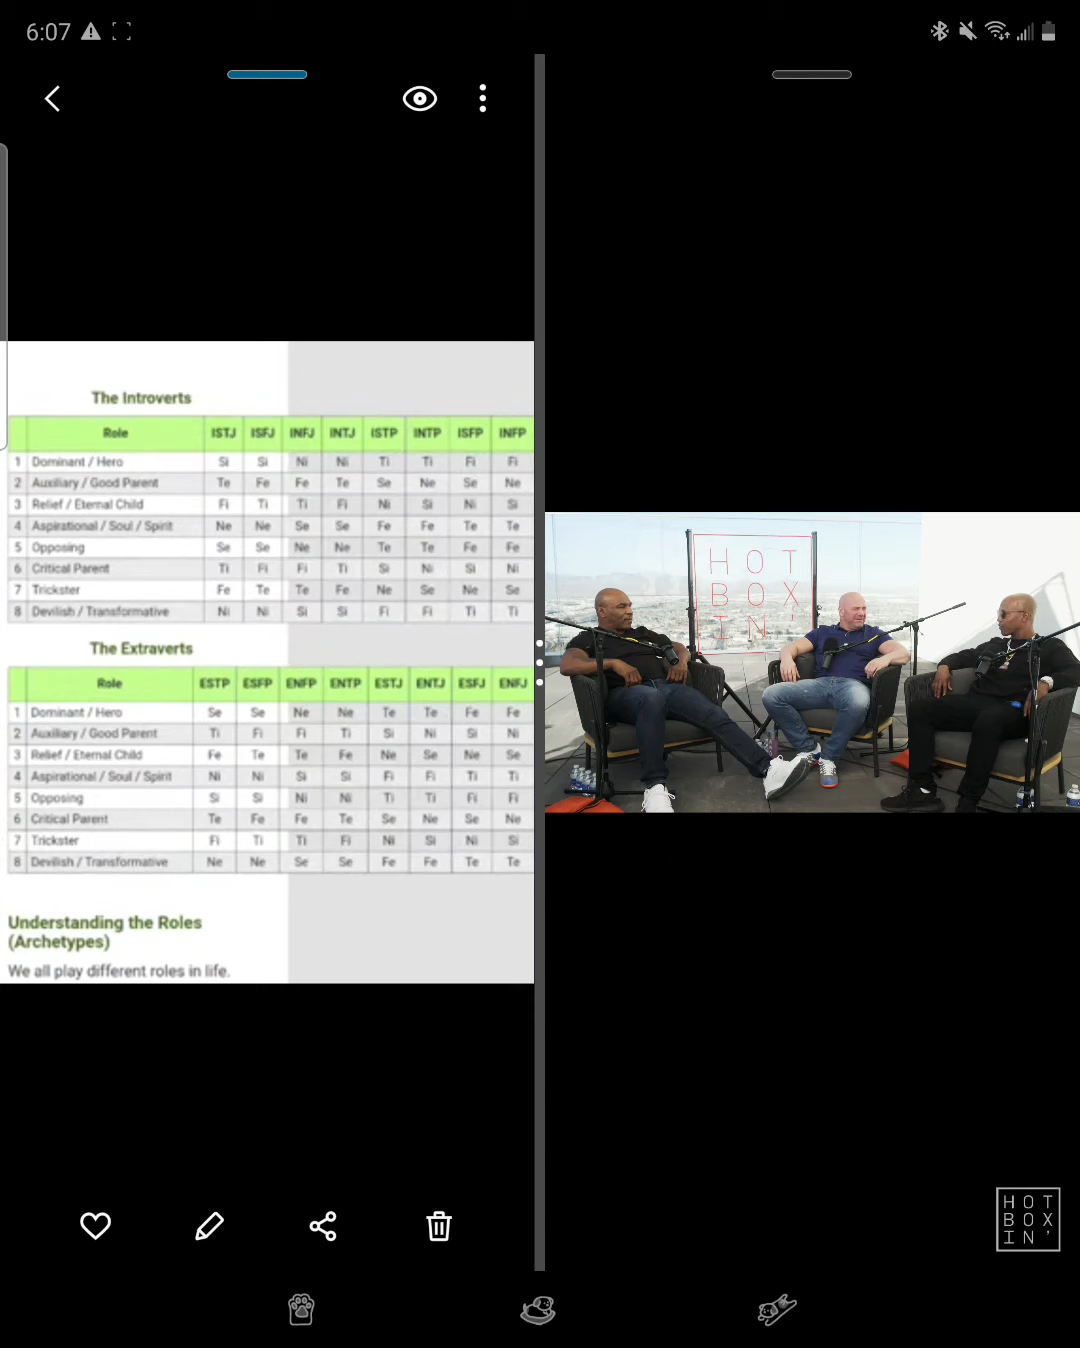 6:07
The Introverts
Role ISTJ ISFJ INFJ INTJ ISTP INTP ISFP INFP
1 Dominant / Hero Si Si Ni Ni Ti Ti Fi Fi
2 Auxiliary / Good Parent Te Fe Fe Te Se Ne Se Ne
3 Relief / Eternal Child Fi Ti Ti Fi Ni Si Ni Si
4 Aspirational / Soul / Spirit Ne Ne Se Se Fe Fe Te Te
5 Opposing Se Se Ne Ne Te Te Fe Fe
6 Critical Parent Ti Fi Fi Ti Si Ni Si Ni
7 Trickster Fe Te Te Fe Ne Se Ne Se
8 Devilish / Transformative Ni Ni Si Si Fi Fi Ti Ti
The Extraverts
Role ESTP ESFP ENFP ENTP ESTJ ENTJ ESFJ ENFJ
1 Dominant / Hero Se Se Ne Ne Te Te Fe Fe
2 Auxiliary / Good Parent Ti Fi Fi Ti Si Ni Si Ni
3 Relief / Eternal Child Fe Te Te Fe Ne Se Ne Se
4 Aspirational / Soul / Spirit Ni Ni Si Si Fi Fi Ti Ti
5 Opposing Si Si Ni Ni Ti Ti Fi Fi
6 Critical Parent Te Fe Fe Te Se Ne Se Ne
7 Trickster Fi Ti Ti Fi Ni Si Ni Si
8 Devilish / Transformative Ne Ne Se Se Fe Fe Te Te
Understanding the Roles
(Archetypes)
We all play different roles in life.
HOT
BOX
IN'
HOT
BOX
IN'